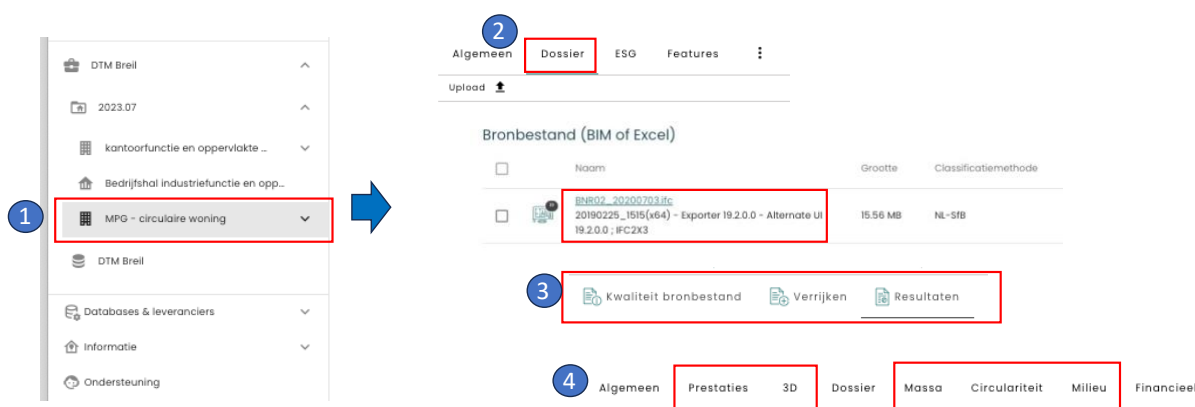 DTM Breil
2023.07
kantoorfunctie en oppervlakte ...
Bedrijfshal industriefunctie en opp...
1
MPG - circulaire woning
DTM Breil
Databases & leveranciers
Informatie
Ondersteuning
2
Algemeen Dossier ESG Features
Upload
Bronbestand (BIM of Excel)
Naam Grootte Classificatiemethode
BNR02_20200703.ifc
20190225_1515(x64) - Exporter 19.2.0.0 - Alternate UI 15.56 MB NL-SfB
19.2.0.0 ; IFC2X3
3
Kwaliteit bronbestand Verrijken Resultaten
4
Algemeen Prestaties 3D Dossier Massa Circulariteit Milieu Financieel